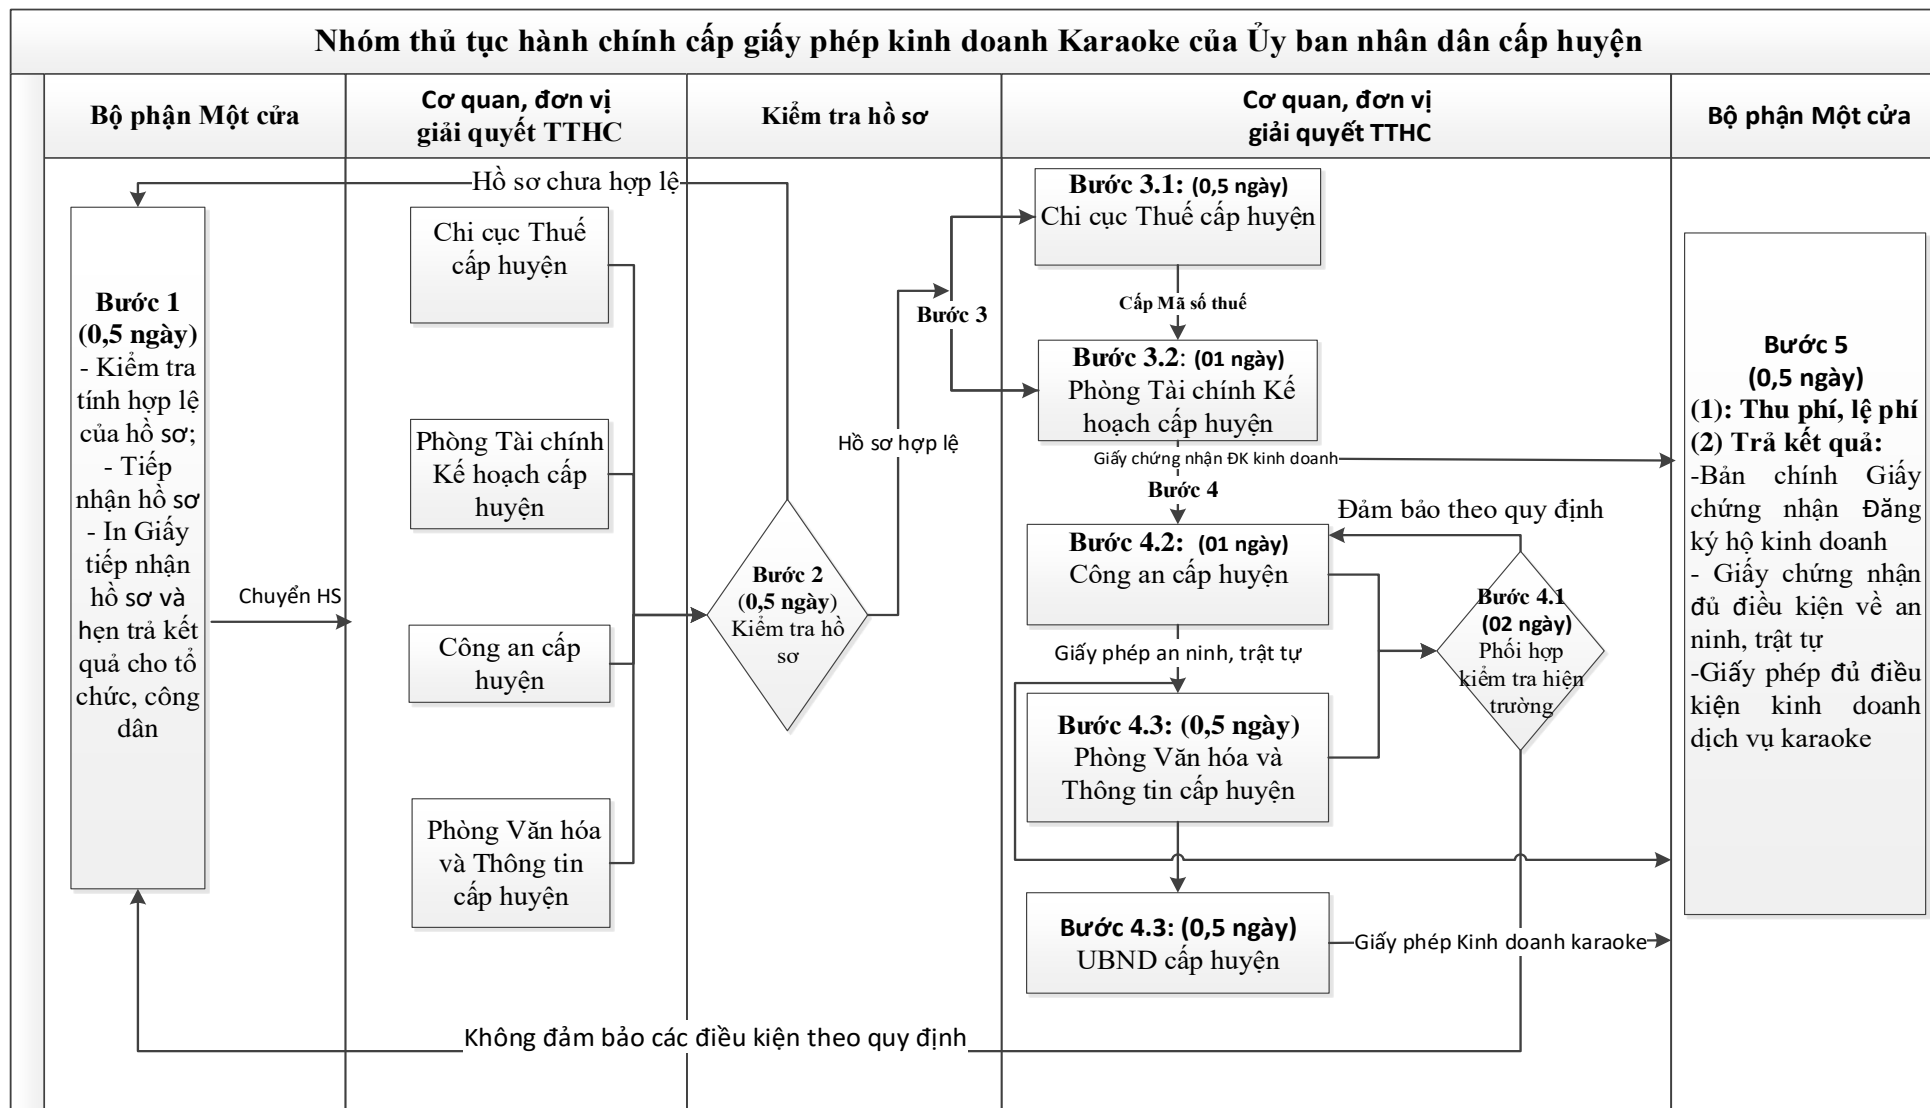 Nhóm thủ tục hành chính cấp giấy phép kinh doanh Karaoke của Ủy ban nhân dân cấp huyện
Bộ phận Một cửa
Cơ quan, đơn vị
giải quyết TTHC
Kiểm tra hồ sơ
Cơ quan, đơn vị
giải quyết TTHC
Bộ phận Một cửa
Hồ sơ chưa hợp lệ
Bước 1
(0,5 ngày)
- Kiểm tra
tính hợp lệ
của hồ sơ;
- Tiếp
nhận hồ sơ
- In Giấy
tiếp nhận
hồ sơ và
hẹn trả kết
quả cho tổ
chức, công
dân
Chuyển HS
Chi cục Thuế
cấp huyện
Phòng Tài chính
Kế hoạch cấp
huyện
Công an cấp
huyện
Phòng Văn hóa
và Thông tin
cấp huyện
Bước 2
(0,5 ngày)
Kiểm tra hồ
sơ
Hồ sơ hợp lệ
Bước 3
Bước 3.1: (0,5 ngày)
Chi cục Thuế cấp huyện
Cấp Mã số thuế
Bước 3.2: (01 ngày)
Phòng Tài chính Kế
hoạch cấp huyện
Giấy chứng nhận ĐK kinh doanh
Bước 4
Đảm bảo theo quy định
Bước 4.2: (01 ngày)
Công an cấp huyện
Giấy phép an ninh, trật tự
Bước 4.1
(02 ngày)
Phối hợp
kiểm tra hiện
trường
Bước 4.3: (0,5 ngày)
Phòng Văn hóa và
Thông tin cấp huyện
Bước 4.3: (0,5 ngày)
UBND cấp huyện
Giấy phép Kinh doanh karaoke
Không đảm bảo các điều kiện theo quy định
Bước 5
(0,5 ngày)
(1): Thu phí, lệ phí
(2) Trả kết quả:
-Bản chính Giấy
chứng nhận Đăng
ký hộ kinh doanh
- Giấy chứng nhận
đủ điều kiện về an
ninh, trật tự
-Giấy phép đủ điều
kiện kinh doanh
dịch vụ karaoke